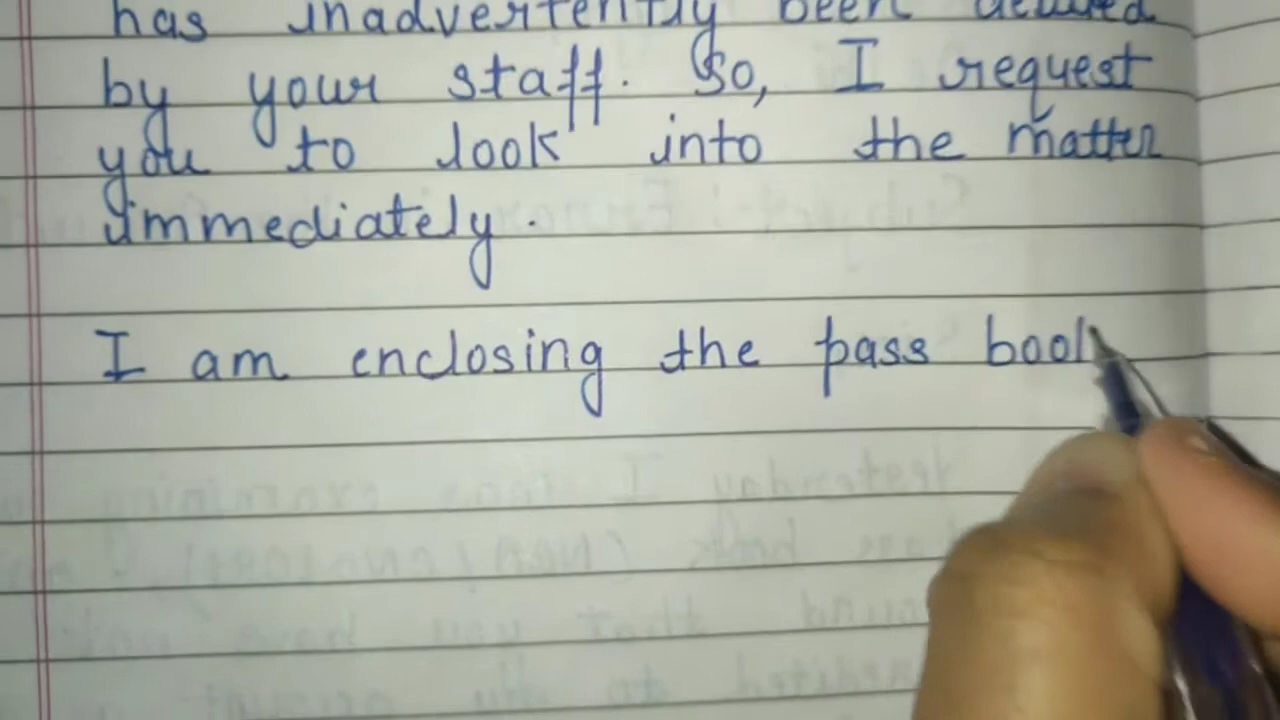 has inadvertently been
by your staff. So, I request
you to look into the matter
immediately.
I am enclosing the pass